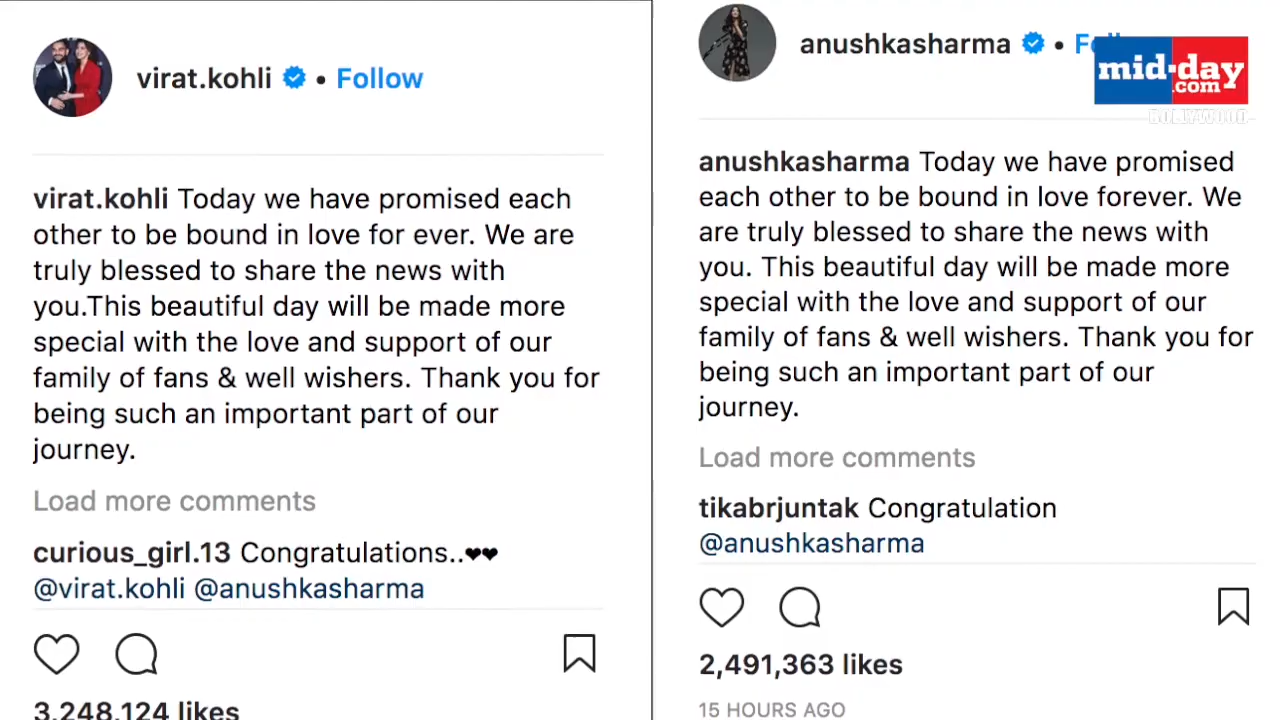 virat.kohli • Follow
virat.kohli Today we have promised each
other to be bound in love for ever. We are
truly blessed to share the news with
you.This beautiful day will be made more
special with the love and support of our
family of fans & well wishers. Thank you for
being such an important part of our
journey.
Load more comments
curious_girl.13 Congratulations..❤❤
@virat.kohli @anushkasharma
3,248,124 likes
anushkasharma • Fo
mid-day
.com
BOLLYWOOD
anushkasharma Today we have promised
each other to be bound in love forever. We
are truly blessed to share the news with
you. This beautiful day will be made more
special with the love and support of our
family of fans & well wishers. Thank you for
being such an important part of our
journey.
Load more comments
tikabrjuntak Congratulation
@anushkasharma
2,491,363 likes
15 HOURS AGO